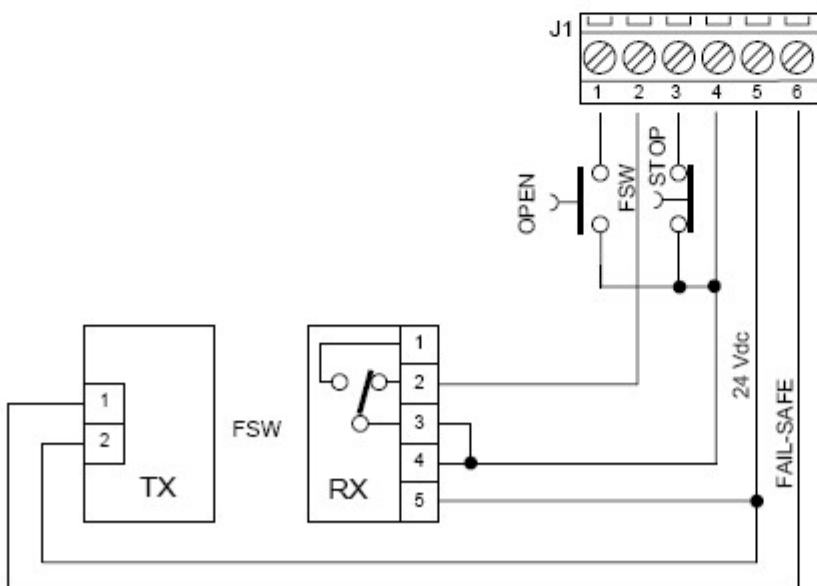 J1
1 2 3 4 5 6
OPEN
FSW
STOP
24 Vdc
FAIL-SAFE
1
2
TX
FSW
RX
1
2
3
4
5